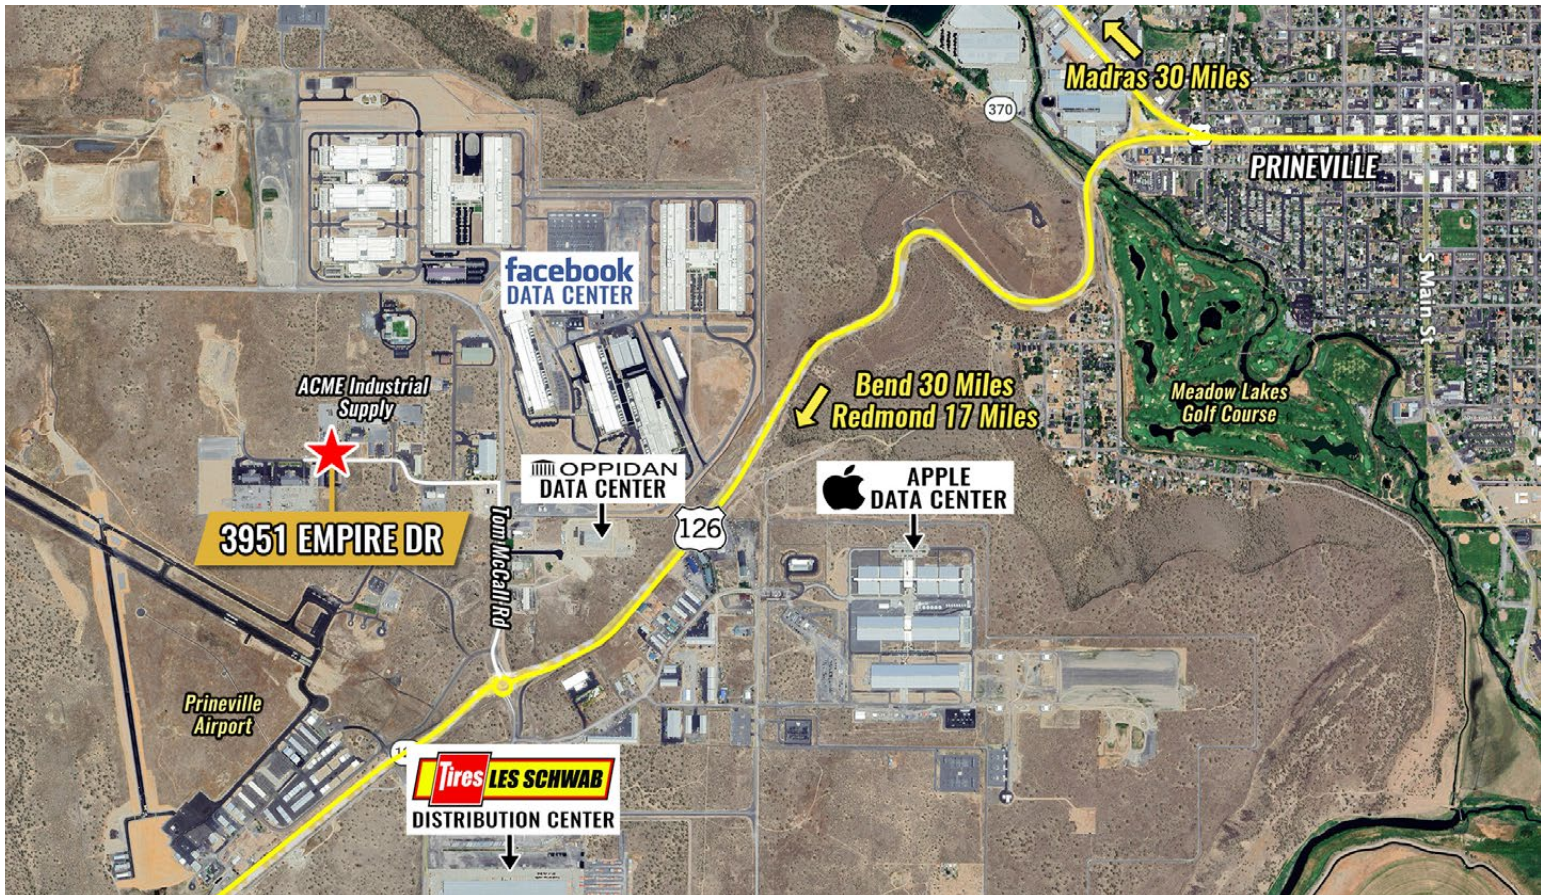 Madras 30 Miles
370
PRINEVILLE
S Main St
facebook
DATA CENTER
ACME Industrial
Supply
Bend 30 Miles
Redmond 17 Miles
Meadow Lakes
Golf Course
OPPIDAN
DATA CENTER
APPLE
DATA CENTER
3951 EMPIRE DR
Tom McCall Rd
126
Prineville
Airport
Tires LES SCHWAB
DISTRIBUTION CENTER